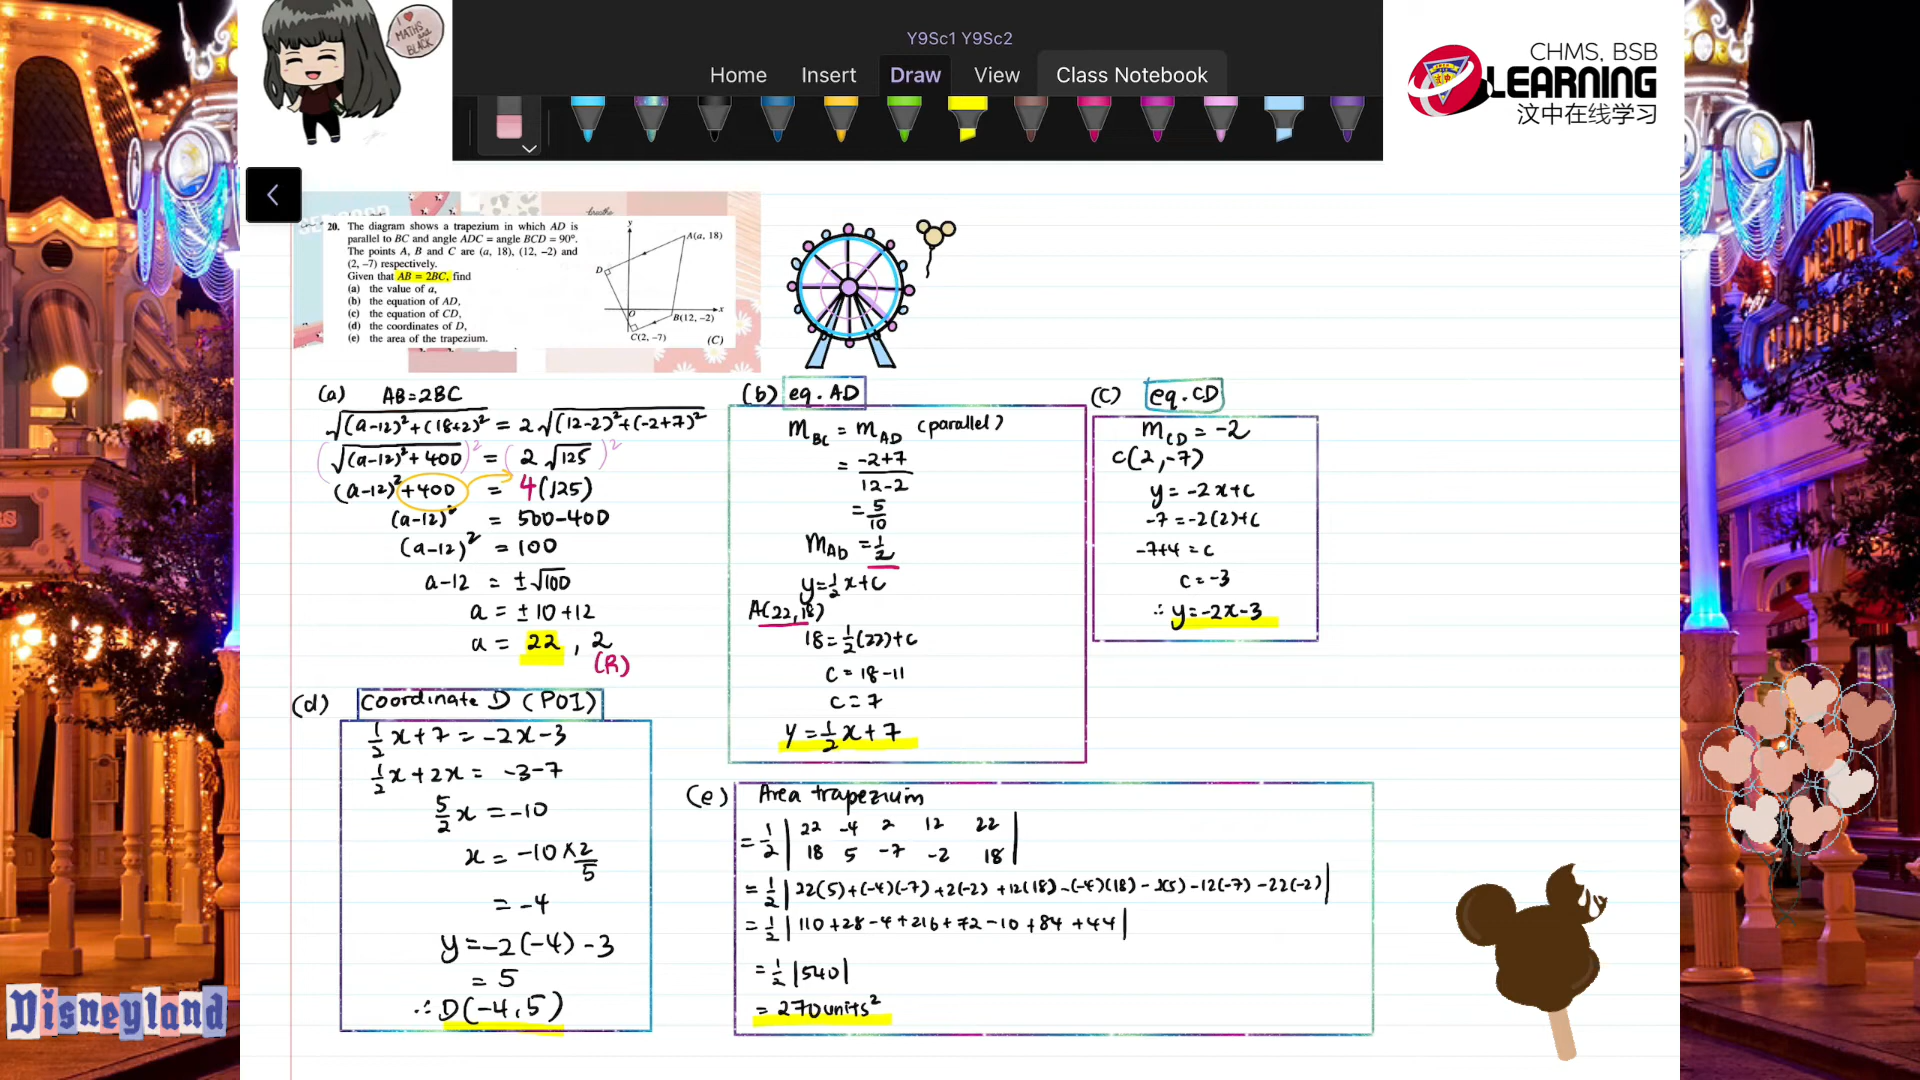 I ♥ MATHS and BLACK
Y9Sc1 Y9Sc2
Home Insert Draw View Class Notebook
CHMS, BSB
LEARNING
汶中在线学习
breathe
20. The diagram shows a trapezium in which AD is
parallel to BC and angle ADC = angle BCD = 90°.
The points A, B and C are (a, 18), (12, −2) and
(2, −7) respectively.
Given that AB = 2BC, find
(a) the value of a,
(b) the equation of AD,
(c) the equation of CD,
(d) the coordinates of D,
(e) the area of the trapezium.
y
A(a, 18)
D
O
x
B(12, −2)
C(2, −7)
(C)
(a) AB=2BC
√(a-12)²+(18+2)² = 2√(12-2)²+(-2+7)²
(√(a-12)²+400)² = (2√125)²
(a-12)²+400 = 4(125)
(a-12)² = 500-400
(a-12)² = 100
a-12 = ±√100
a = ±10+12
a = 22, 2
(R)
(b) eq. AD
m_BC = m_AD (parallel)
= -2+7 / 12-2
= 5/10
m_AD = 1/2
y=1/2x+c
A(22,18)
18=1/2(22)+c
c=18-11
c=7
y=1/2x+7
(c) eq. CD
m_CD = -2
C(2,-7)
y=-2x+c
-7=-2(2)+c
-7+4=c
c=-3
∴ y=-2x-3
(d) Coordinate D (POI)
1/2x+7=-2x-3
1/2x+2x= -3-7
5/2x = -10
x = -10×2/5
= -4
y=-2(-4)-3
= 5
∴ D(-4,5)
(e) Area trapezium
= 1/2 | 22 -4 2 12 22 |
18 5 -7 -2 18
= 1/2 | 22(5)+(-4)(-7)+2(-2)+12(18)-(-4)(18)-2(5)-12(-7)-22(-2) |
= 1/2 | 110+28-4+216+72-10+84+44 |
= 1/2 |540|
= 270units²
Disneyland